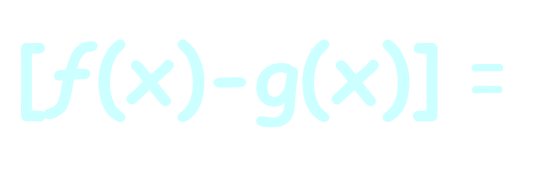 [f(x)-g(x)] =